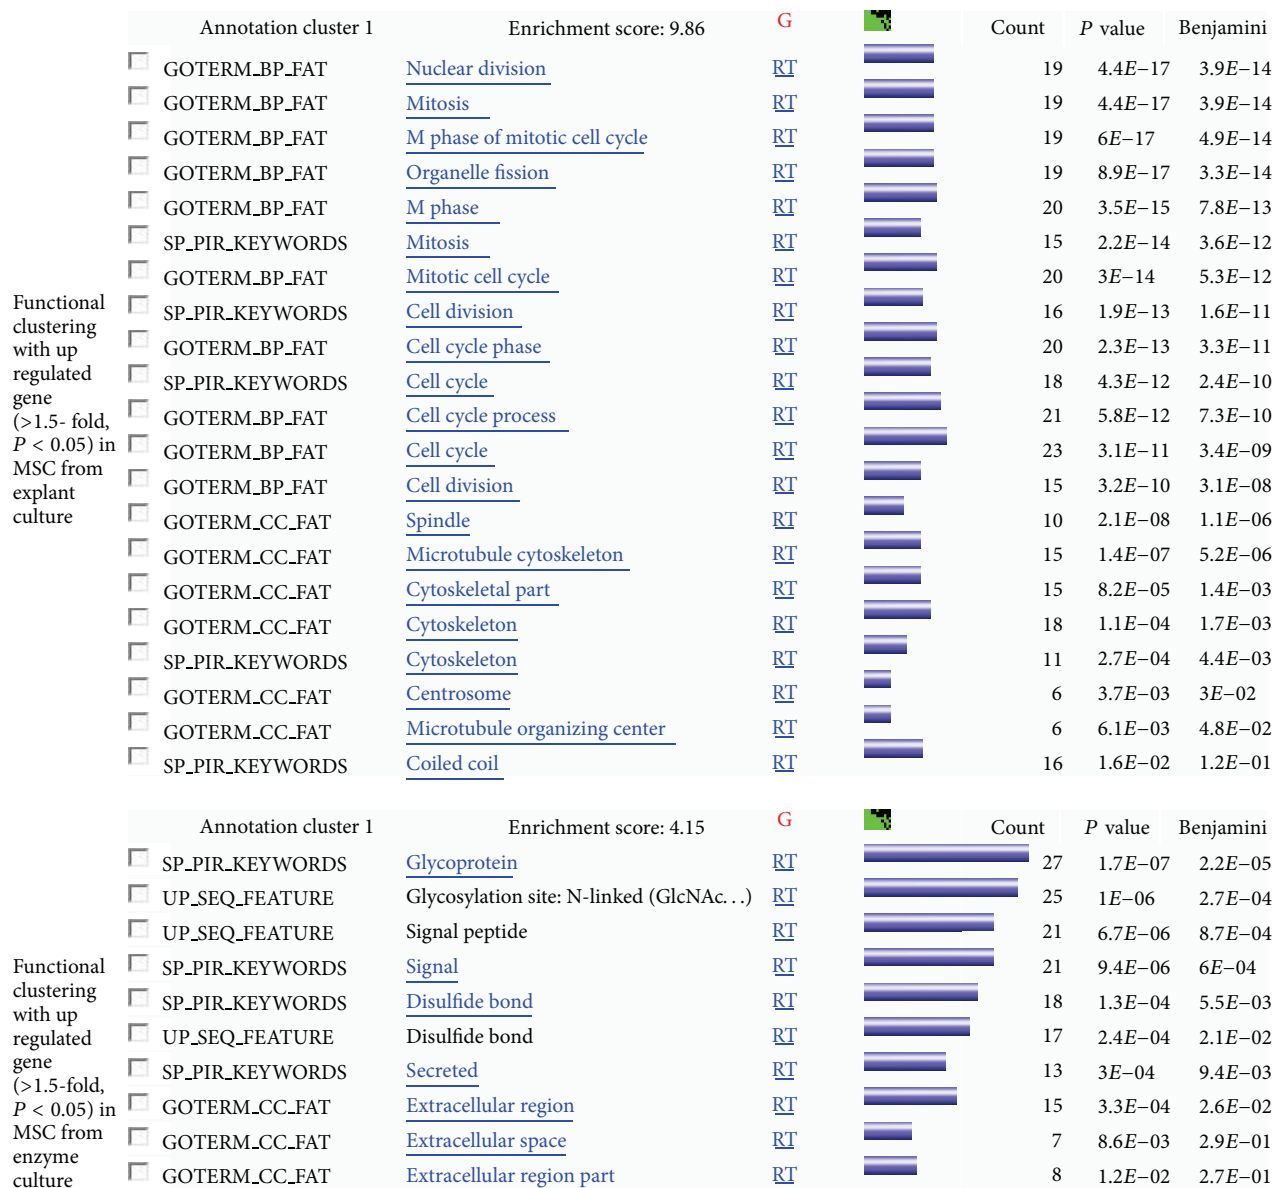 Annotation cluster 1 Enrichment score: 9.86 G Count P value Benjamini
GOTERM_BP_FAT Nuclear division RT 19 4.4E−17 3.9E−14
GOTERM_BP_FAT Mitosis RT 19 4.4E−17 3.9E−14
GOTERM_BP_FAT M phase of mitotic cell cycle RT 19 6E−17 4.9E−14
GOTERM_BP_FAT Organelle fission RT 19 8.9E−17 3.3E−14
GOTERM_BP_FAT M phase RT 20 3.5E−15 7.8E−13
SP_PIR_KEYWORDS Mitosis RT 15 2.2E−14 3.6E−12
GOTERM_BP_FAT Mitotic cell cycle RT 20 3E−14 5.3E−12
SP_PIR_KEYWORDS Cell division RT 16 1.9E−13 1.6E−11
GOTERM_BP_FAT Cell cycle phase RT 20 2.3E−13 3.3E−11
SP_PIR_KEYWORDS Cell cycle RT 18 4.3E−12 2.4E−10
GOTERM_BP_FAT Cell cycle process RT 21 5.8E−12 7.3E−10
GOTERM_BP_FAT Cell cycle RT 23 3.1E−11 3.4E−09
GOTERM_BP_FAT Cell division RT 15 3.2E−10 3.1E−08
GOTERM_CC_FAT Spindle RT 10 2.1E−08 1.1E−06
GOTERM_CC_FAT Microtubule cytoskeleton RT 15 1.4E−07 5.2E−06
GOTERM_CC_FAT Cytoskeletal part RT 15 8.2E−05 1.4E−03
GOTERM_CC_FAT Cytoskeleton RT 18 1.1E−04 1.7E−03
SP_PIR_KEYWORDS Cytoskeleton RT 11 2.7E−04 4.4E−03
GOTERM_CC_FAT Centrosome RT 6 3.7E−03 3E−02
GOTERM_CC_FAT Microtubule organizing center RT 6 6.1E−03 4.8E−02
SP_PIR_KEYWORDS Coiled coil RT 16 1.6E−02 1.2E−01
Functional
clustering
with up
regulated
gene
(>1.5- fold,
P < 0.05) in
MSC from
explant
culture
Annotation cluster 1 Enrichment score: 4.15 G Count P value Benjamini
SP_PIR_KEYWORDS Glycoprotein RT 27 1.7E−07 2.2E−05
UP_SEQ_FEATURE Glycosylation site: N-linked (GlcNAc. . .) RT 25 1E−06 2.7E−04
UP_SEQ_FEATURE Signal peptide RT 21 6.7E−06 8.7E−04
SP_PIR_KEYWORDS Signal RT 21 9.4E−06 6E−04
SP_PIR_KEYWORDS Disulfide bond RT 18 1.3E−04 5.5E−03
UP_SEQ_FEATURE Disulfide bond RT 17 2.4E−04 2.1E−02
SP_PIR_KEYWORDS Secreted RT 13 3E−04 9.4E−03
GOTERM_CC_FAT Extracellular region RT 15 3.3E−04 2.6E−02
GOTERM_CC_FAT Extracellular space RT 7 8.6E−03 2.9E−01
GOTERM_CC_FAT Extracellular region part RT 8 1.2E−02 2.7E−01
Functional
clustering
with up
regulated
gene
(>1.5-fold,
P < 0.05) in
MSC from
enzyme
culture